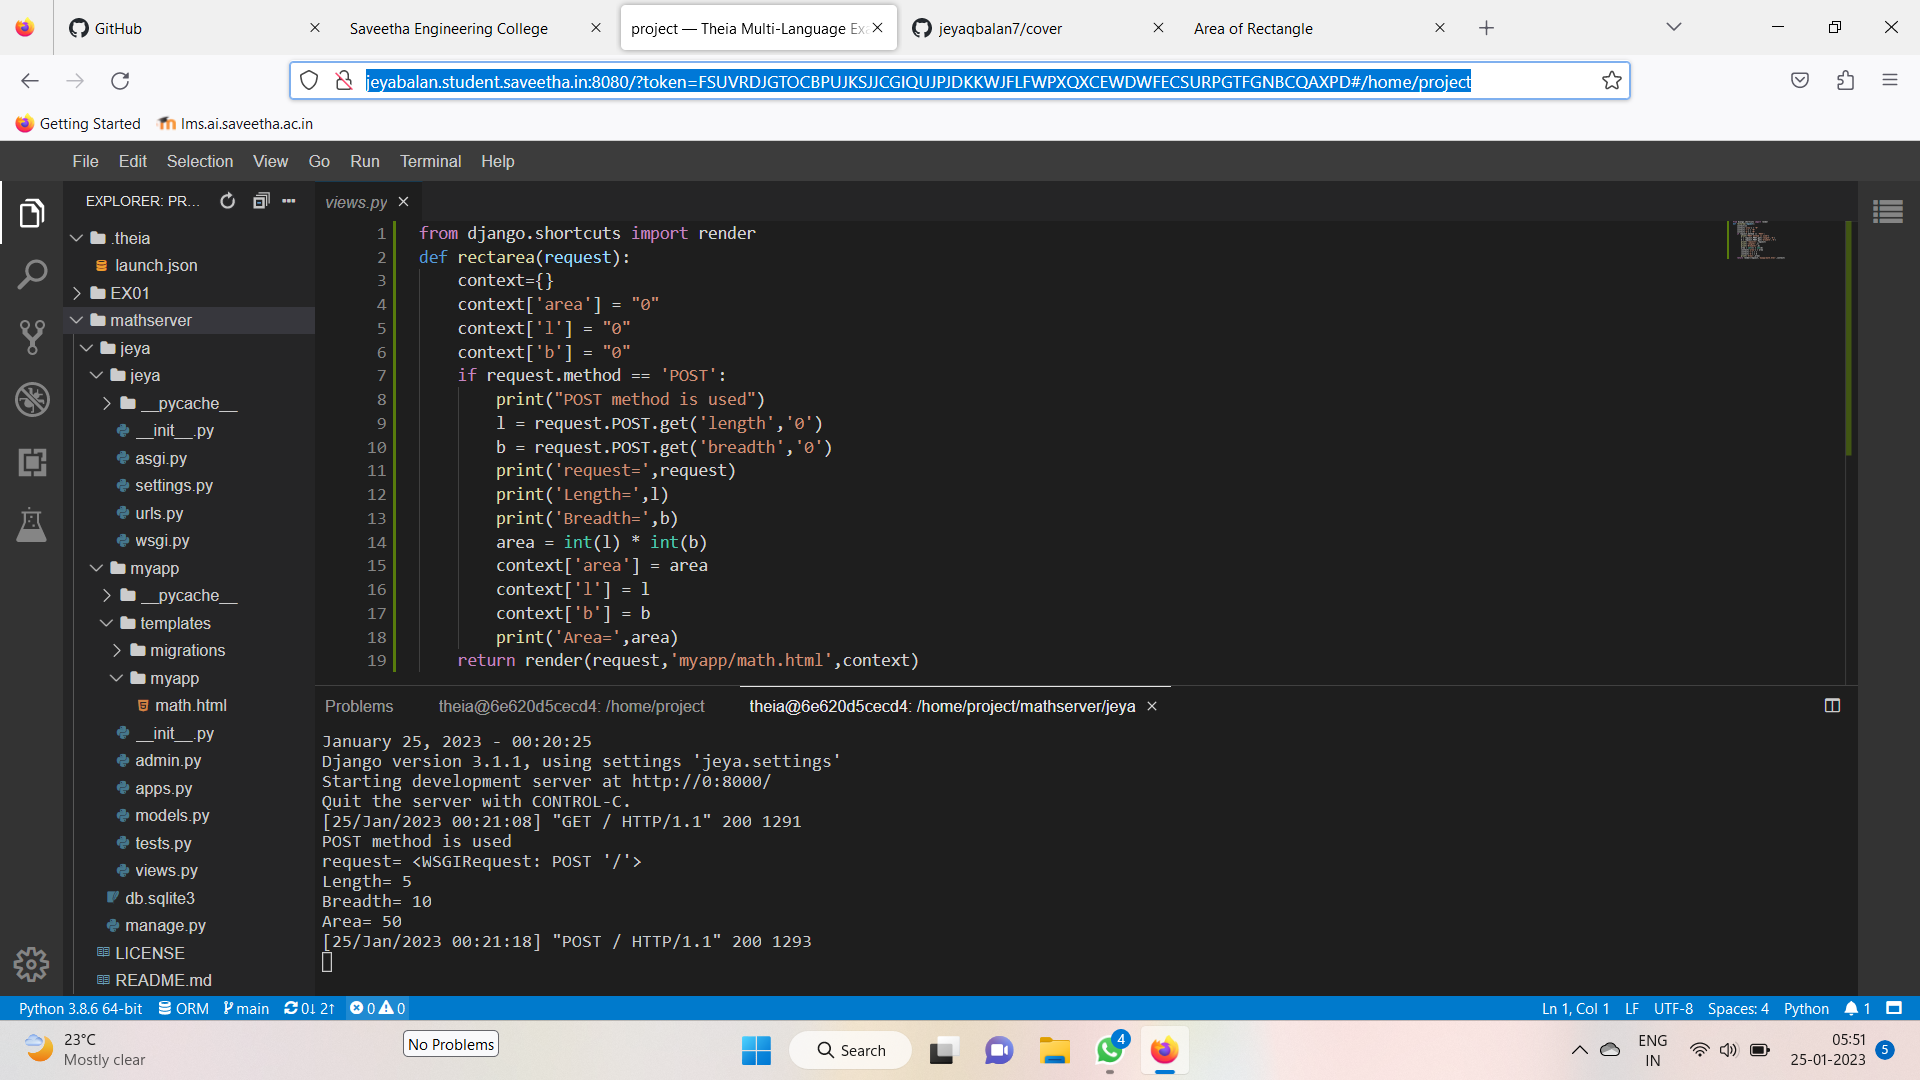 GitHub
Saveetha Engineering College
project — Theia Multi-Language Exa
jeyaqbalan7/cover
Area of Rectangle
jeyabalan.student.saveetha.in:8080/?token=FSUVRDJGTOCBPUJKSJJCGIQUJPJDKKWJFLFWPXQXCEWDWFECSURPGTFGNBCQAXPD#/home/project
Getting Started
lms.ai.saveetha.ac.in
File Edit Selection View Go Run Terminal Help
EXPLORER: PR...
.theia
launch.json
EX01
mathserver
jeya
jeya
__pycache__
__init__.py
asgi.py
settings.py
urls.py
wsgi.py
myapp
__pycache__
templates
migrations
myapp
math.html
__init__.py
admin.py
apps.py
models.py
tests.py
views.py
db.sqlite3
manage.py
LICENSE
README.md
views.py
1 from django.shortcuts import render
2 def rectarea(request):
3     context={}
4     context['area'] = "0"
5     context['l'] = "0"
6     context['b'] = "0"
7     if request.method == 'POST':
8         print("POST method is used")
9         l = request.POST.get('length','0')
10         b = request.POST.get('breadth','0')
11         print('request=',request)
12         print('Length=',l)
13         print('Breadth=',b)
14         area = int(l) * int(b)
15         context['area'] = area
16         context['l'] = l
17         context['b'] = b
18         print('Area=',area)
19     return render(request,'myapp/math.html',context)
Problems
theia@6e620d5cecd4: /home/project
theia@6e620d5cecd4: /home/project/mathserver/jeya
January 25, 2023 - 00:20:25
Django version 3.1.1, using settings 'jeya.settings'
Starting development server at http://0:8000/
Quit the server with CONTROL-C.
[25/Jan/2023 00:21:08] "GET / HTTP/1.1" 200 1291
POST method is used
request= <WSGIRequest: POST '/'>
Length= 5
Breadth= 10
Area= 50
[25/Jan/2023 00:21:18] "POST / HTTP/1.1" 200 1293
Python 3.8.6 64-bit ORM main 0↓ 2↑ 0 0
Ln 1, Col 1 LF UTF-8 Spaces: 4 Python 1
23°C
Mostly clear
No Problems
Search
4
ENG
IN
05:51
25-01-2023
5